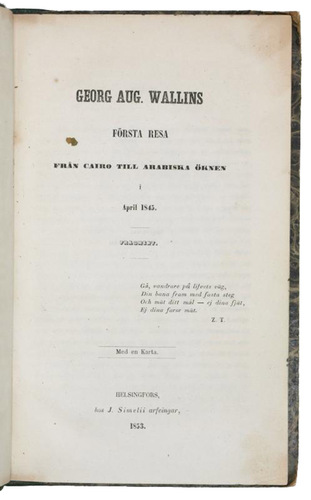 GEORG AUG. WALLINS
FÖRSTA RESA
FRÅN CAIRO TILL ARABISKA ÖKNEN
i
April 1845.
FRAGMENT.
Gå, vandrare på lifvets väg,
Din bana fram med fasta steg
Och mät ditt mål — ej dina fjät,
Ej dina faror mät.
Z. T.
Med en Karta.
HELSINGFORS,
hos J. Simelii arfvingar,
1853.